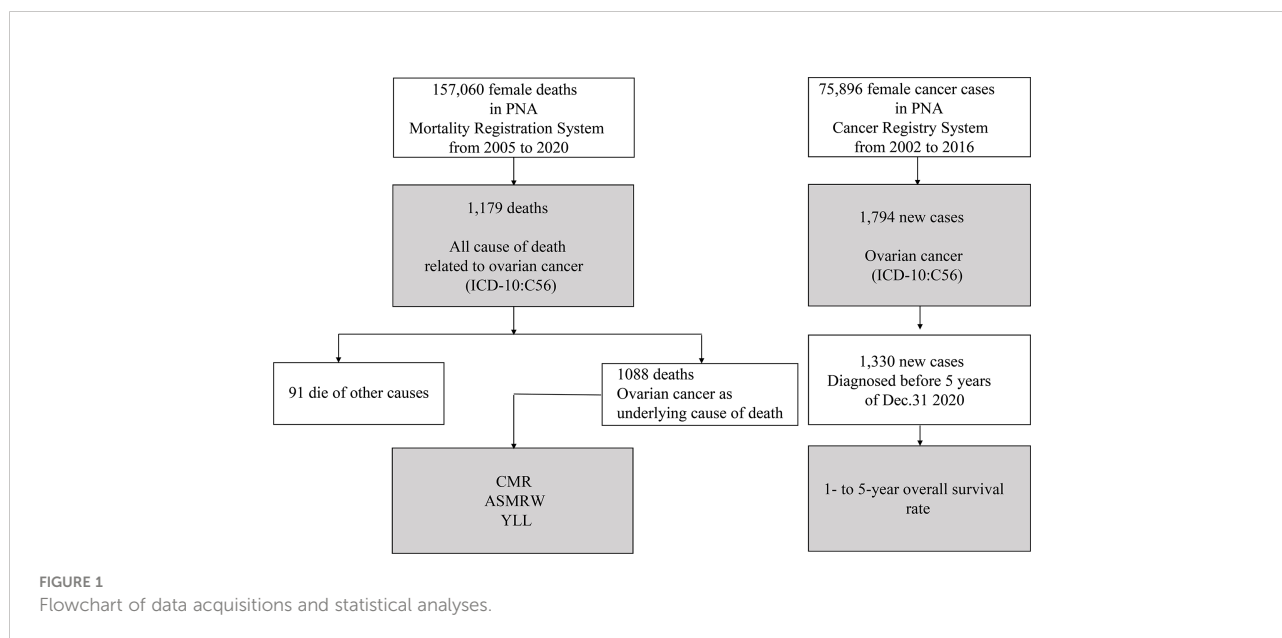 157,060 female deaths
in PNA
Mortality Registration System
from 2005 to 2020
75,896 female cancer cases
in PNA
Cancer Registry System
from 2002 to 2016
1,179 deaths
All cause of death
related to ovarian cancer
(ICD-10:C56)
1,794 new cases
Ovarian cancer
(ICD-10:C56)
91 die of other causes
1088 deaths
Ovarian cancer as
underlying cause of death
1,330 new cases
Diagnosed before 5 years
of Dec.31 2020
CMR
ASMRW
YLL
1- to 5-year overall survival
rate
FIGURE 1
Flowchart of data acquisitions and statistical analyses.